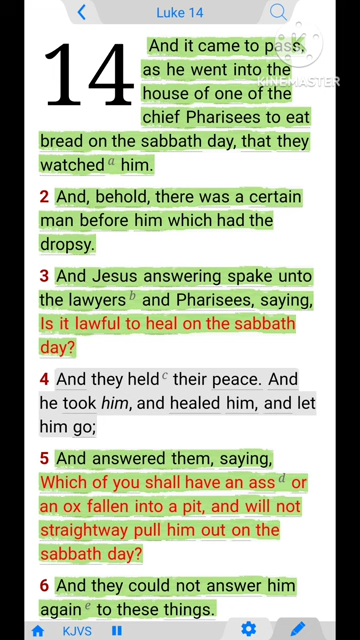 Luke 14
14 And it came to pass,
as he went into the
house of one of the
chief Pharisees to eat
bread on the sabbath day, that they
watched a him.
2 And, behold, there was a certain
man before him which had the
dropsy.
3 And Jesus answering spake unto
the lawyers b and Pharisees, saying,
Is it lawful to heal on the sabbath
day?
4 And they held c their peace. And
he took him, and healed him, and let
him go;
5 And answered them, saying,
Which of you shall have an ass d or
an ox fallen into a pit, and will not
straightway pull him out on the
sabbath day?
6 And they could not answer him
again e to these things.
KJVS
KINEMASTER